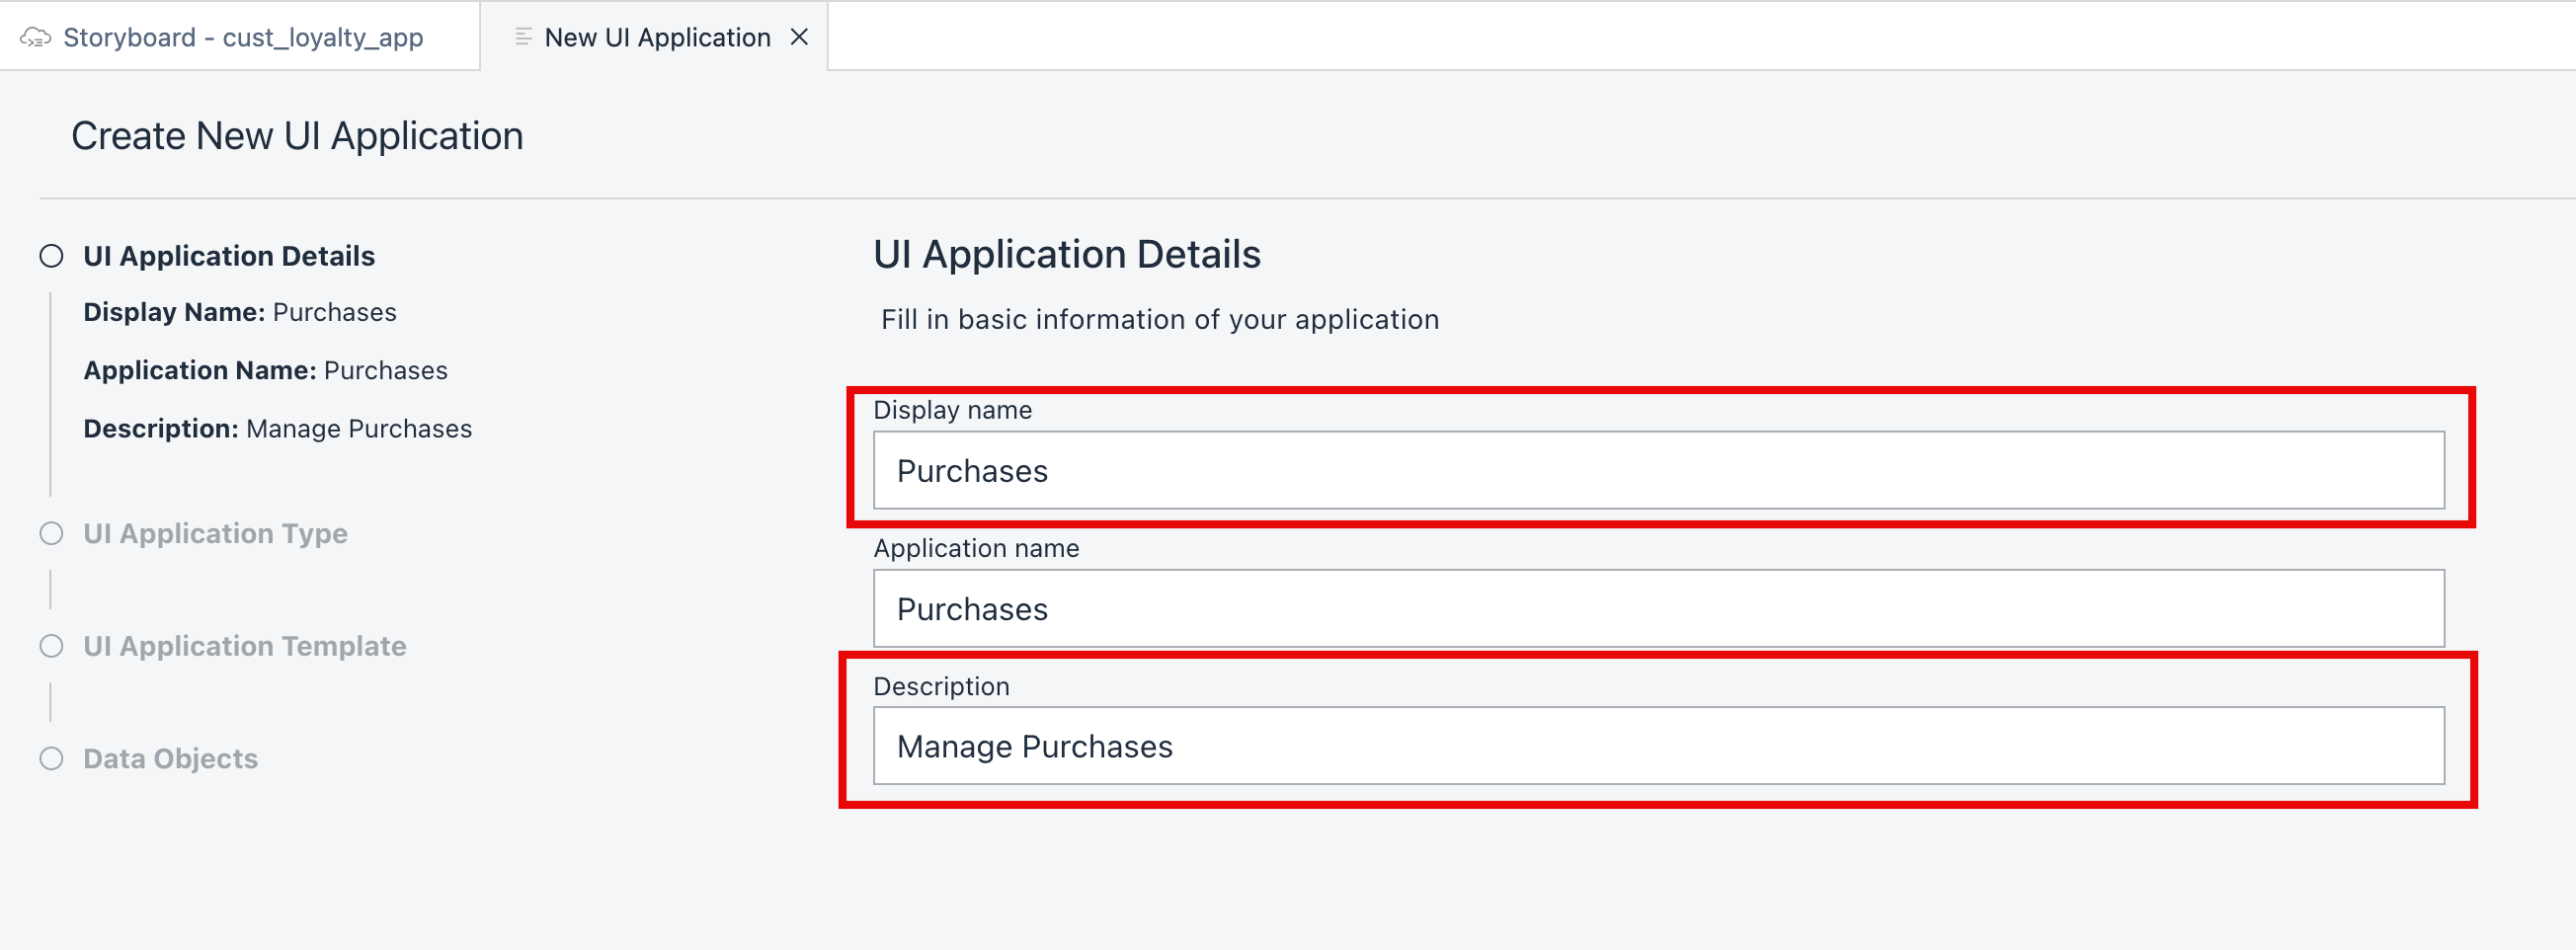 Storyboard - cust_loyalty_app
New UI Application
Create New UI Application
UI Application Details
Display Name: Purchases
Application Name: Purchases
Description: Manage Purchases
UI Application Type
UI Application Template
Data Objects
UI Application Details
Fill in basic information of your application
Display name
Purchases
Application name
Purchases
Description
Manage Purchases